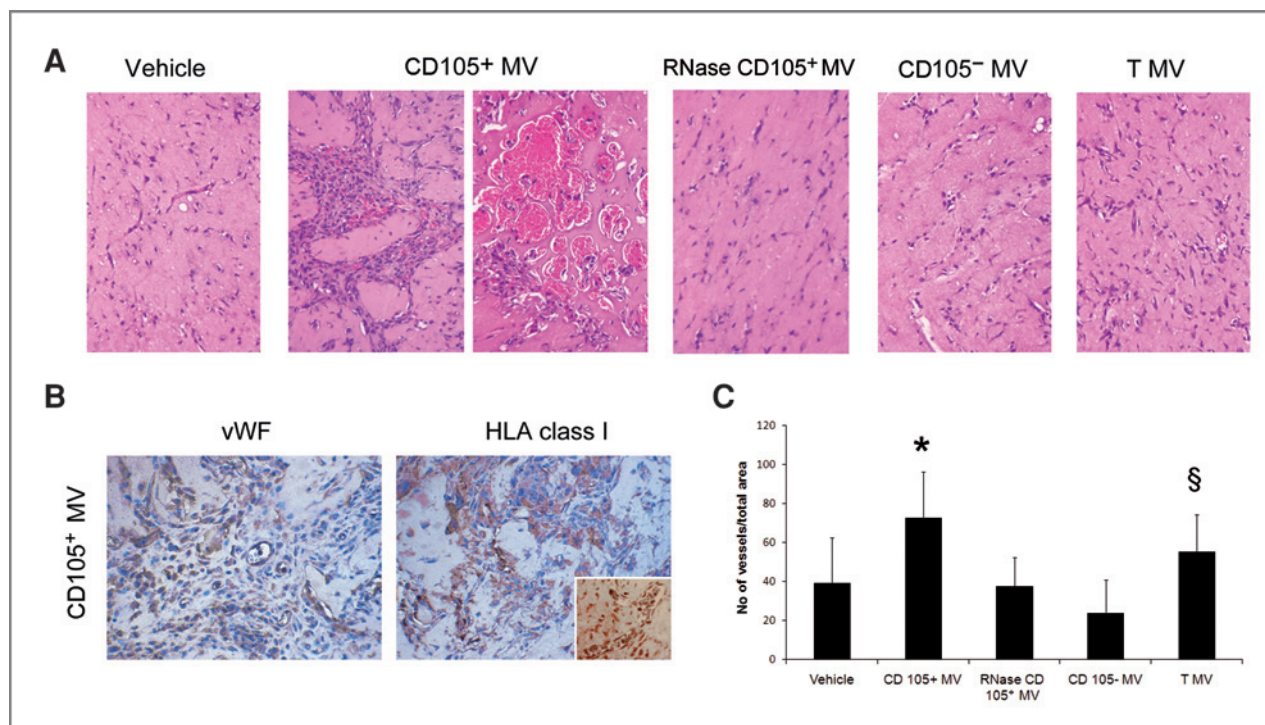 A
Vehicle
CD105+ MV
RNase CD105⁺ MV
CD105⁻ MV
T MV
B
vWF
HLA class I
CD105⁺ MV
C
120
100
80
60
40
20
0
No of vessels/total area
*
§
Vehicle
CD 105+ MV
RNase CD
105⁺ MV
CD 105- MV
T MV